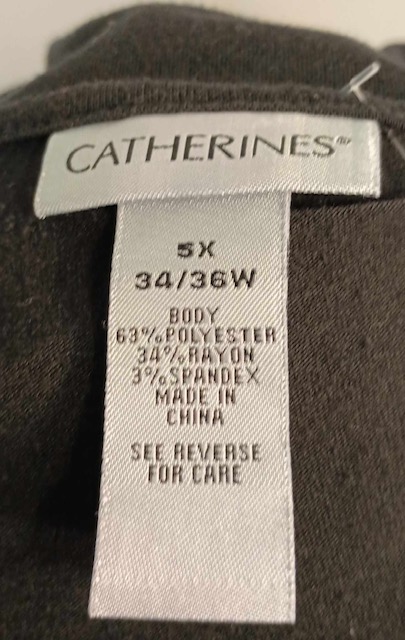 CATHERINES®
5X
34/36W
BODY
63%POLYESTER
34%RAYON
3%SPANDEX
MADE IN
CHINA
SEE REVERSE
FOR CARE